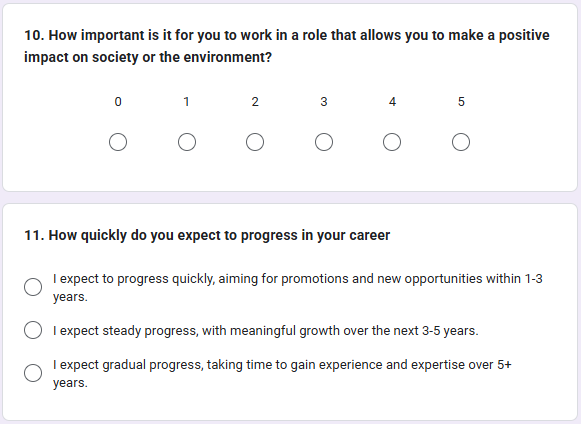 10. How important is it for you to work in a role that allows you to make a positive
impact on society or the environment?
0 1 2 3 4 5
11. How quickly do you expect to progress in your career
I expect to progress quickly, aiming for promotions and new opportunities within 1-3
years.
I expect steady progress, with meaningful growth over the next 3-5 years.
I expect gradual progress, taking time to gain experience and expertise over 5+
years.